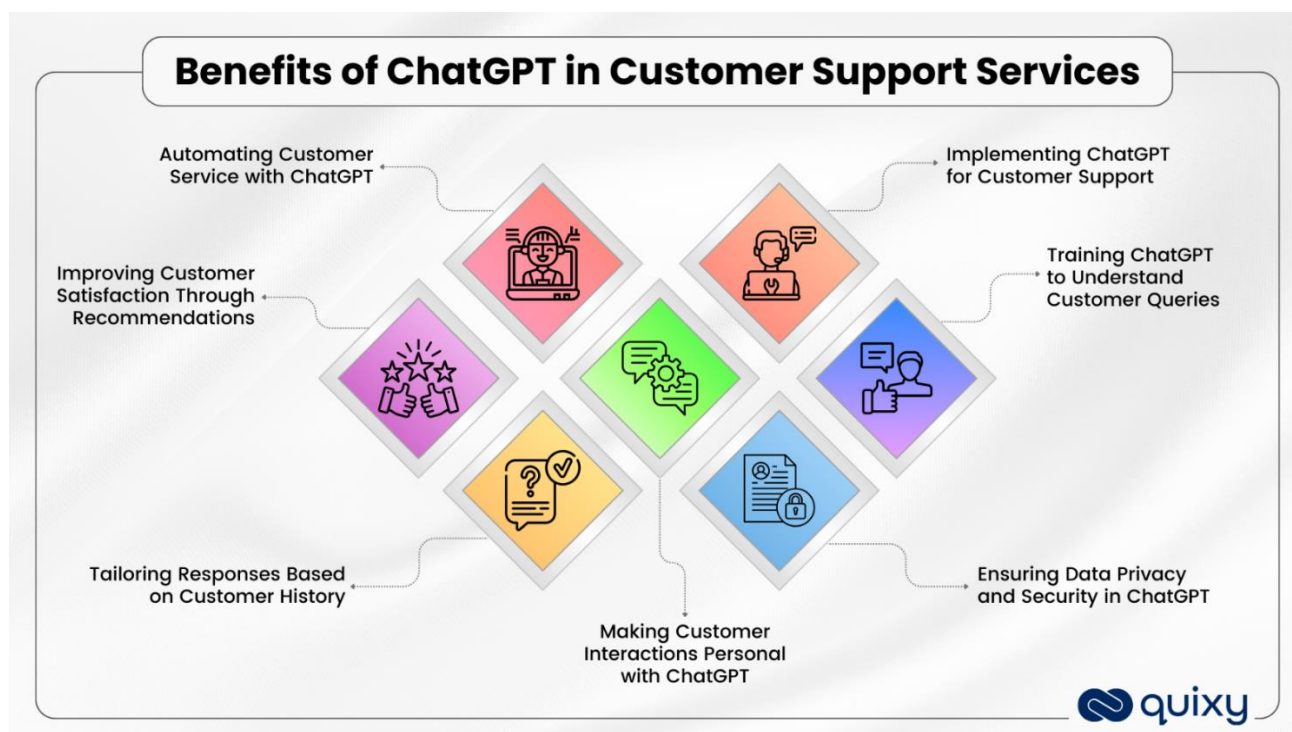 Benefits of ChatGPT in Customer Support Services
Automating Customer
Service with ChatGPT
Implementing ChatGPT
for Customer Support
Improving Customer
Satisfaction Through
Recommendations
Training ChatGPT
to Understand
Customer Queries
Tailoring Responses Based
on Customer History
Making Customer
Interactions Personal
with ChatGPT
Ensuring Data Privacy
and Security in ChatGPT
quixy